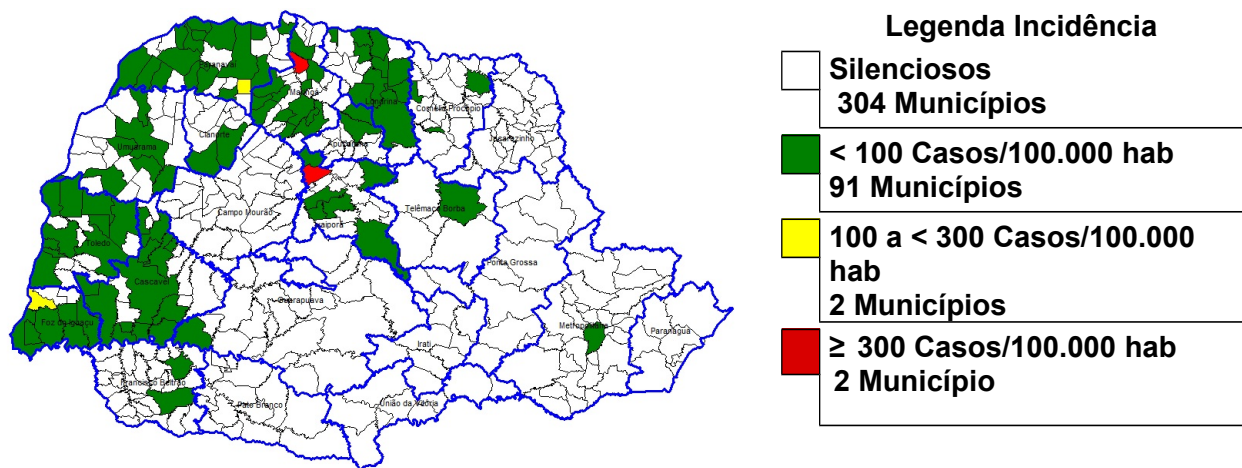 Legenda Incidência
Silenciosos
304 Municípios
< 100 Casos/100.000 hab
91 Municípios
100 a < 300 Casos/100.000
hab
2 Municípios
≥ 300 Casos/100.000 hab
2 Município
Paranavaí
Maringá
Londrina
Cornélio Procópio
Jacarezinho
Cianorte
Apucarana
Umuarama
Campo Mourão
Telêmaco Borba
Ivaiporã
Toledo
Ponta Grossa
Cascavel
Guarapuava
Foz do Iguaçu
Metropolitana
Paranaguá
Irati
Francisco Beltrão
Pato Branco
União da Vitória